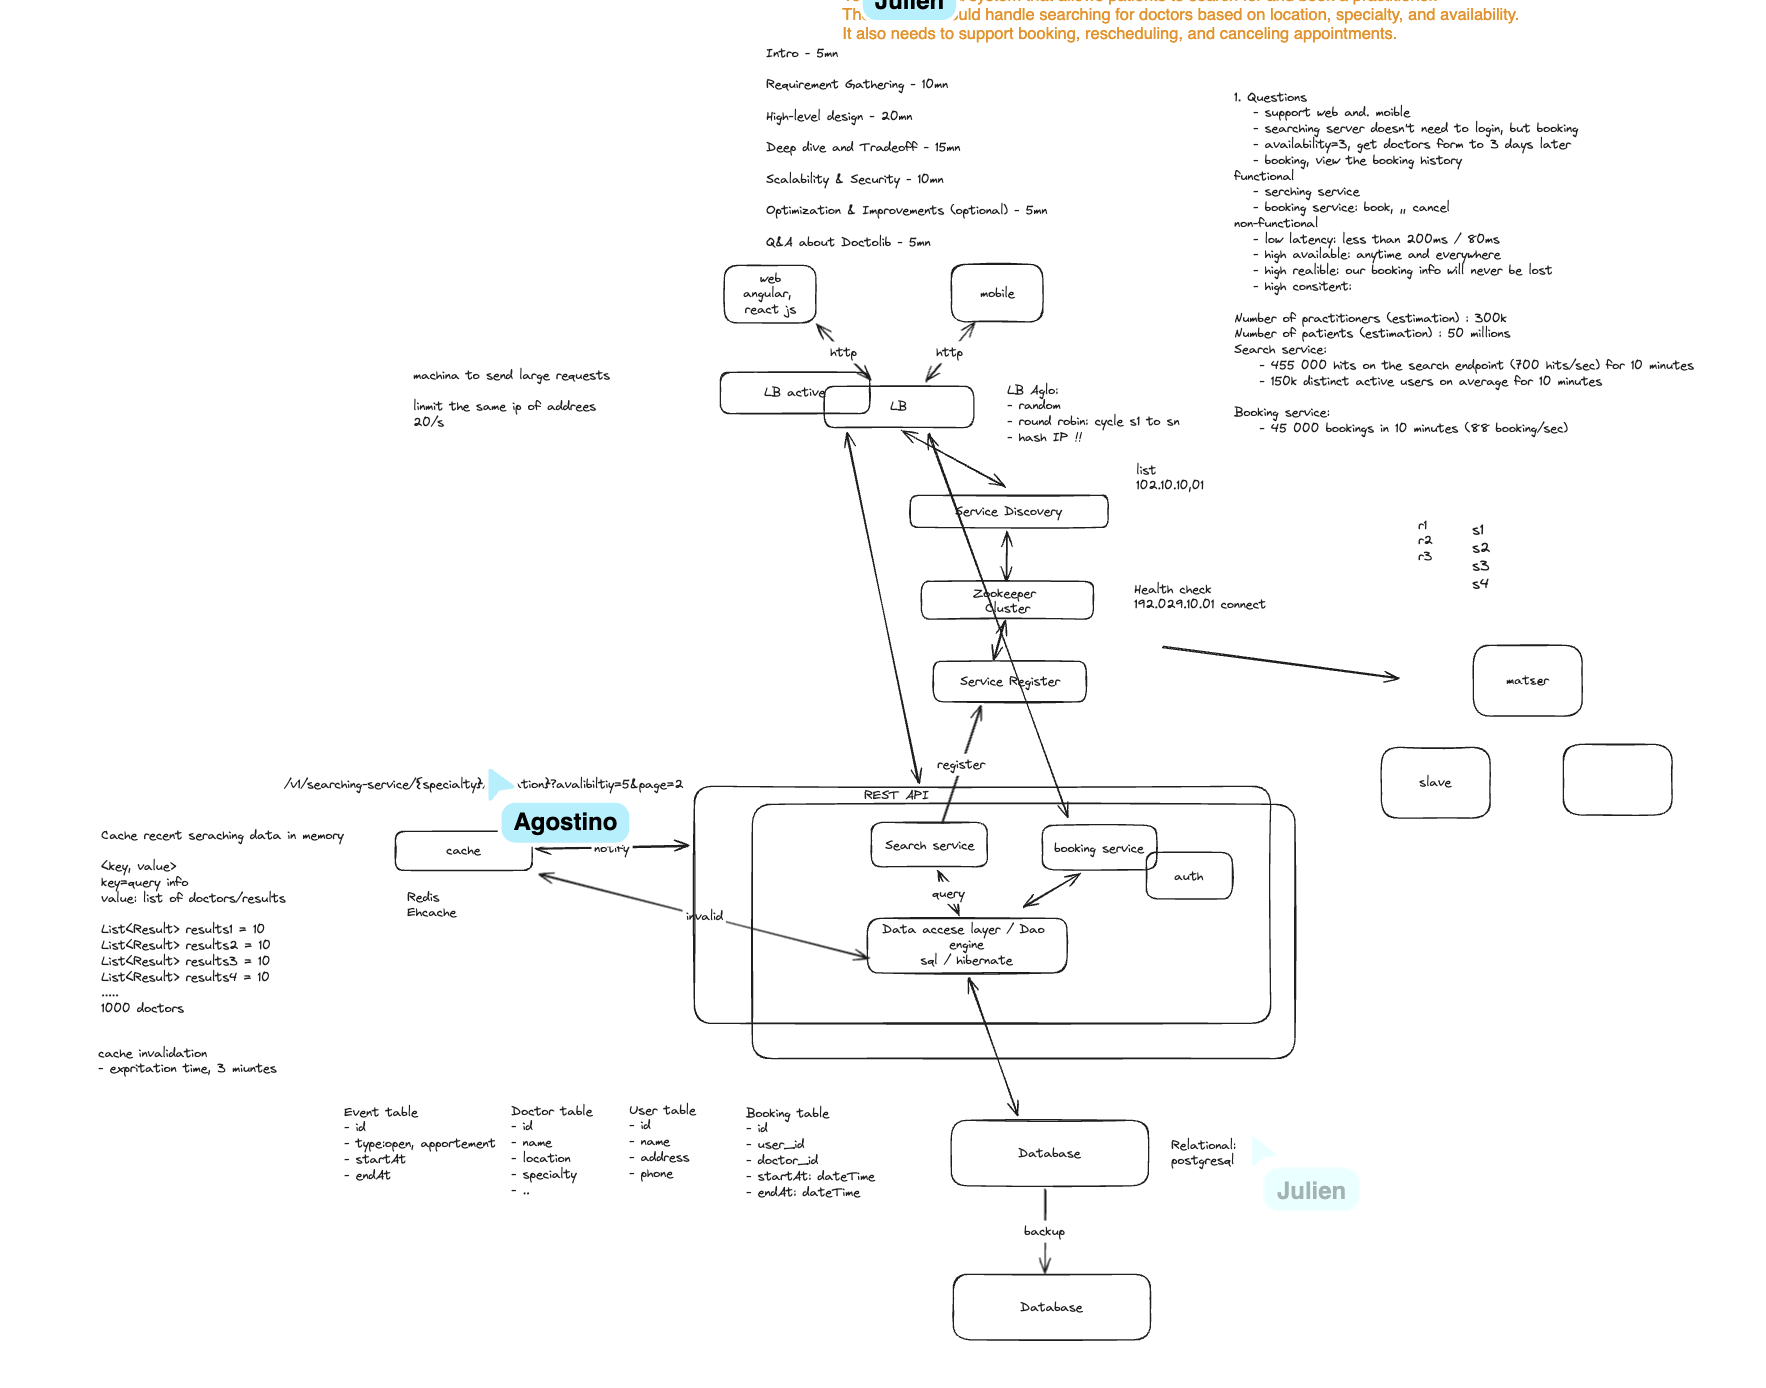 Julien
system that allows patients to search for and book a practitioner.
The uld handle searching for doctors based on location, specialty, and availability.
It also needs to support booking, rescheduling, and canceling appointments.
Intro - 5mn
Requirement Gathering - 10mn
High-level design - 20mn
Deep dive and Tradeoff - 15mn
Scalability & Security - 10mn
Optimization & Improvements (optional) - 5mn
Q&A about Doctolib - 5mn
1. Questions
- support web and. moible
- searching server doesn't need to login, but booking
- availability=3, get doctors form to 3 days later
- booking, view the booking history
functional
- serching service
- booking service: book, ,, cancel
non-functional
- low latency: less than 200ms / 80ms
- high available: anytime and everywhere
- high realible: our booking info will never be lost
- high consitent:
Number of practitioners (estimation) : 300k
Number of patients (estimation) : 50 millions
Search service:
- 455 000 hits on the search endpoint (700 hits/sec) for 10 minutes
- 150k distinct active users on average for 10 minutes
Booking service:
- 45 000 bookings in 10 minutes (88 booking/sec)
web
angular,
react js
mobile
http
http
machina to send large requests
linmit the same ip of addrees
20/s
LB active
LB
LB Aglo:
- random
- round robin: cycle s1 to sn
- hash IP !!
list
102.10.10,01
Service Discovery
r1
r2
r3
s1
s2
s3
s4
Zookeeper
Cluster
Health check
192.029.10.01 connect
Service Register
matser
slave
register
/v1/searching-service/{specialty} tion}?avalibiltiy=5&page=2
Agostino
REST API
Cache recent seraching data in memory
<key, value>
key=query info
value: list of doctors/results
List<Result> results1 = 10
List<Result> results2 = 10
List<Result> results3 = 10
List<Result> results4 = 10
.....
1000 doctors
cache invalidation
- expritation time, 3 miuntes
cache
Redis
Ehcache
notify
invalid
Search service
booking service
auth
query
Data accese layer / Dao
engine
sql / hibernate
Event table
- id
- type:open, apportement
- startAt
- endAt
Doctor table
- id
- name
- location
- specialty
- ..
User table
- id
- name
- address
- phone
Booking table
- id
- user_id
- doctor_id
- startAt: dateTime
- endAt: dateTime
Database
Relational:
postgresql
Julien
backup
Database